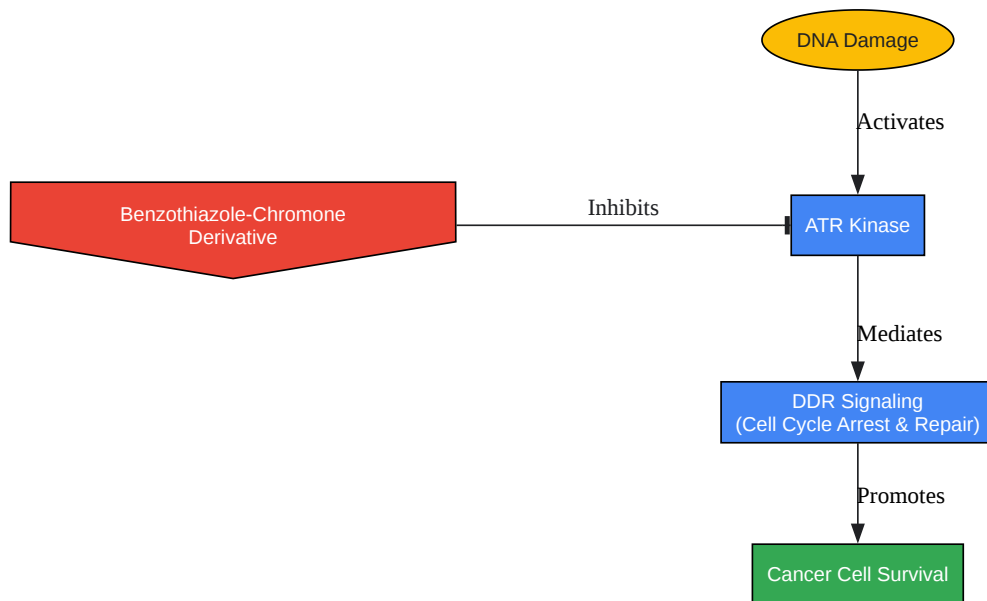 DNA Damage
Activates
Benzothiazole-Chromone
Derivative
Inhibits
ATR Kinase
Mediates
DDR Signaling
(Cell Cycle Arrest & Repair)
Promotes
Cancer Cell Survival